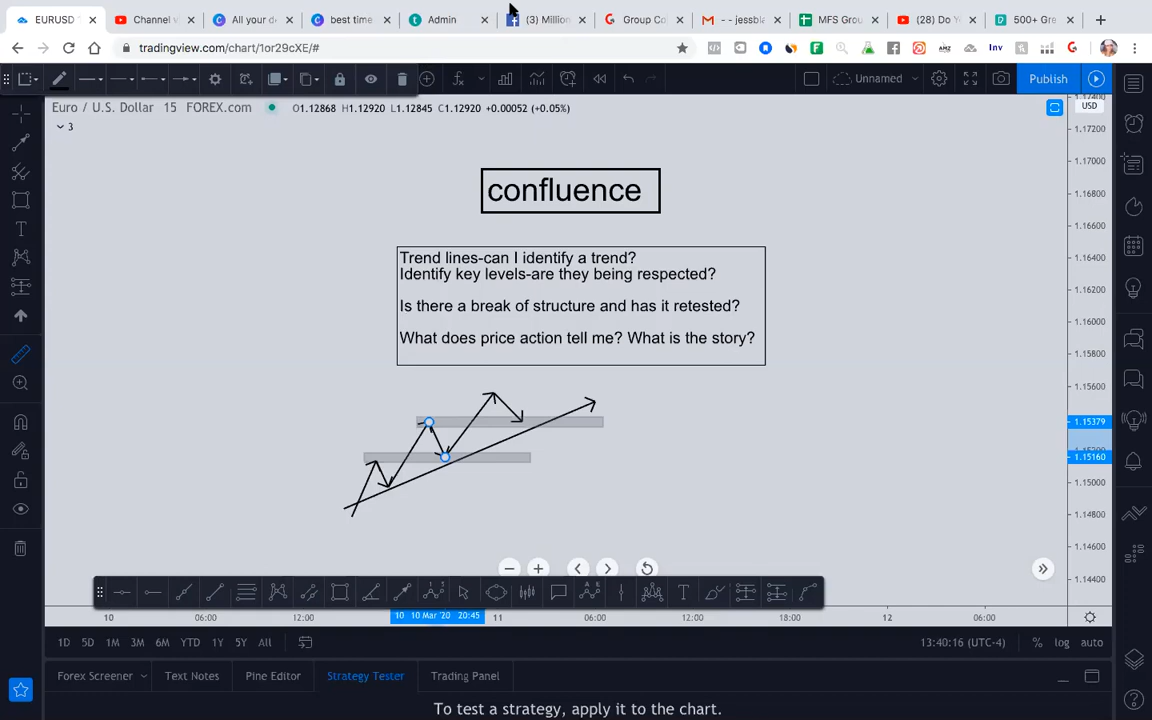 EURUSD
Channel v
All your d
best time
Admin
(3) Million
Group Co
- - jessbla
MFS Grou
(28) Do Y
500+ Gre
tradingview.com/chart/1or29cXE/#
Inv
Unnamed
Publish
Euro / U.S. Dollar 15 FOREX.com
O1.12868 H1.12920 L1.12845 C1.12920 +0.00052 (+0.05%)
3
USD
1.17400
1.17200
1.17000
1.16800
1.16600
1.16400
1.16200
1.16000
1.15800
1.15600
1.15379
1.15160
1.15000
1.14800
1.14600
1.14400
confluence
Trend lines-can I identify a trend?
Identify key levels-are they being respected?
Is there a break of structure and has it retested?
What does price action tell me? What is the story?
10 06:00 12:00 10 10 Mar '20 20:45 11 06:00 12:00 18:00 12 06:00
1D 5D 1M 3M 6M YTD 1Y 5Y All
13:40:16 (UTC-4) % log auto
Forex Screener Text Notes Pine Editor Strategy Tester Trading Panel
To test a strategy, apply it to the chart.